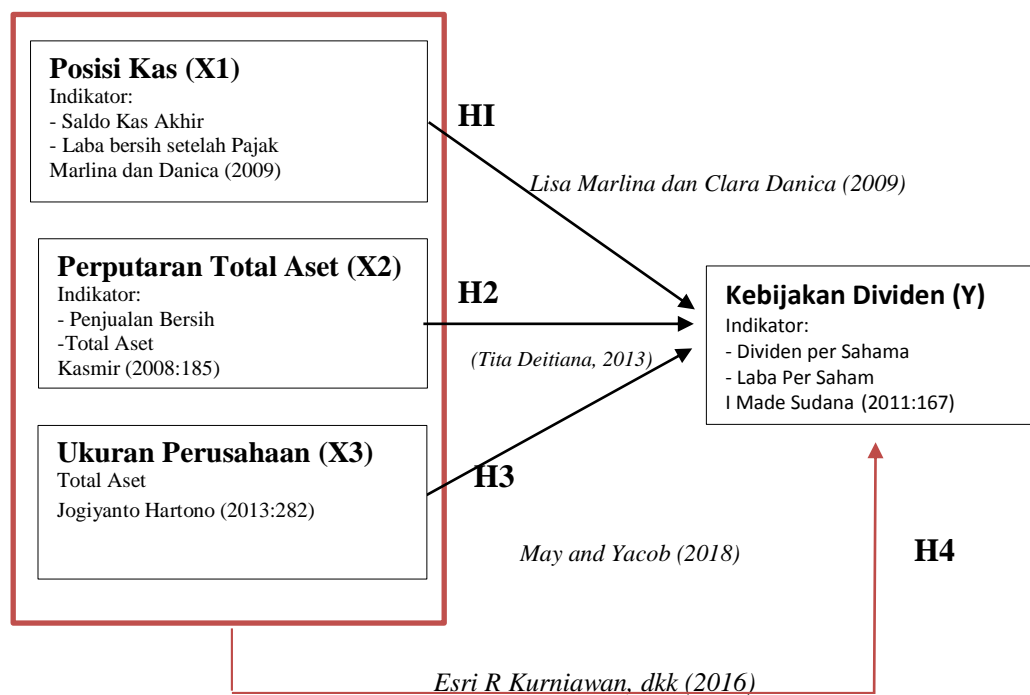 Posisi Kas (X1)
Indikator:
- Saldo Kas Akhir
- Laba bersih setelah Pajak
Marlina dan Danica (2009)
HI
Lisa Marlina dan Clara Danica (2009)
Perputaran Total Aset (X2)
Indikator:
- Penjualan Bersih
-Total Aset
Kasmir (2008:185)
H2
(Tita Deitiana, 2013)
Kebijakan Dividen (Y)
Indikator:
- Dividen per Sahama
- Laba Per Saham
I Made Sudana (2011:167)
Ukuran Perusahaan (X3)
Total Aset
Jogiyanto Hartono (2013:282)
H3
May and Yacob (2018)
H4
Esri R Kurniawan, dkk (2016)